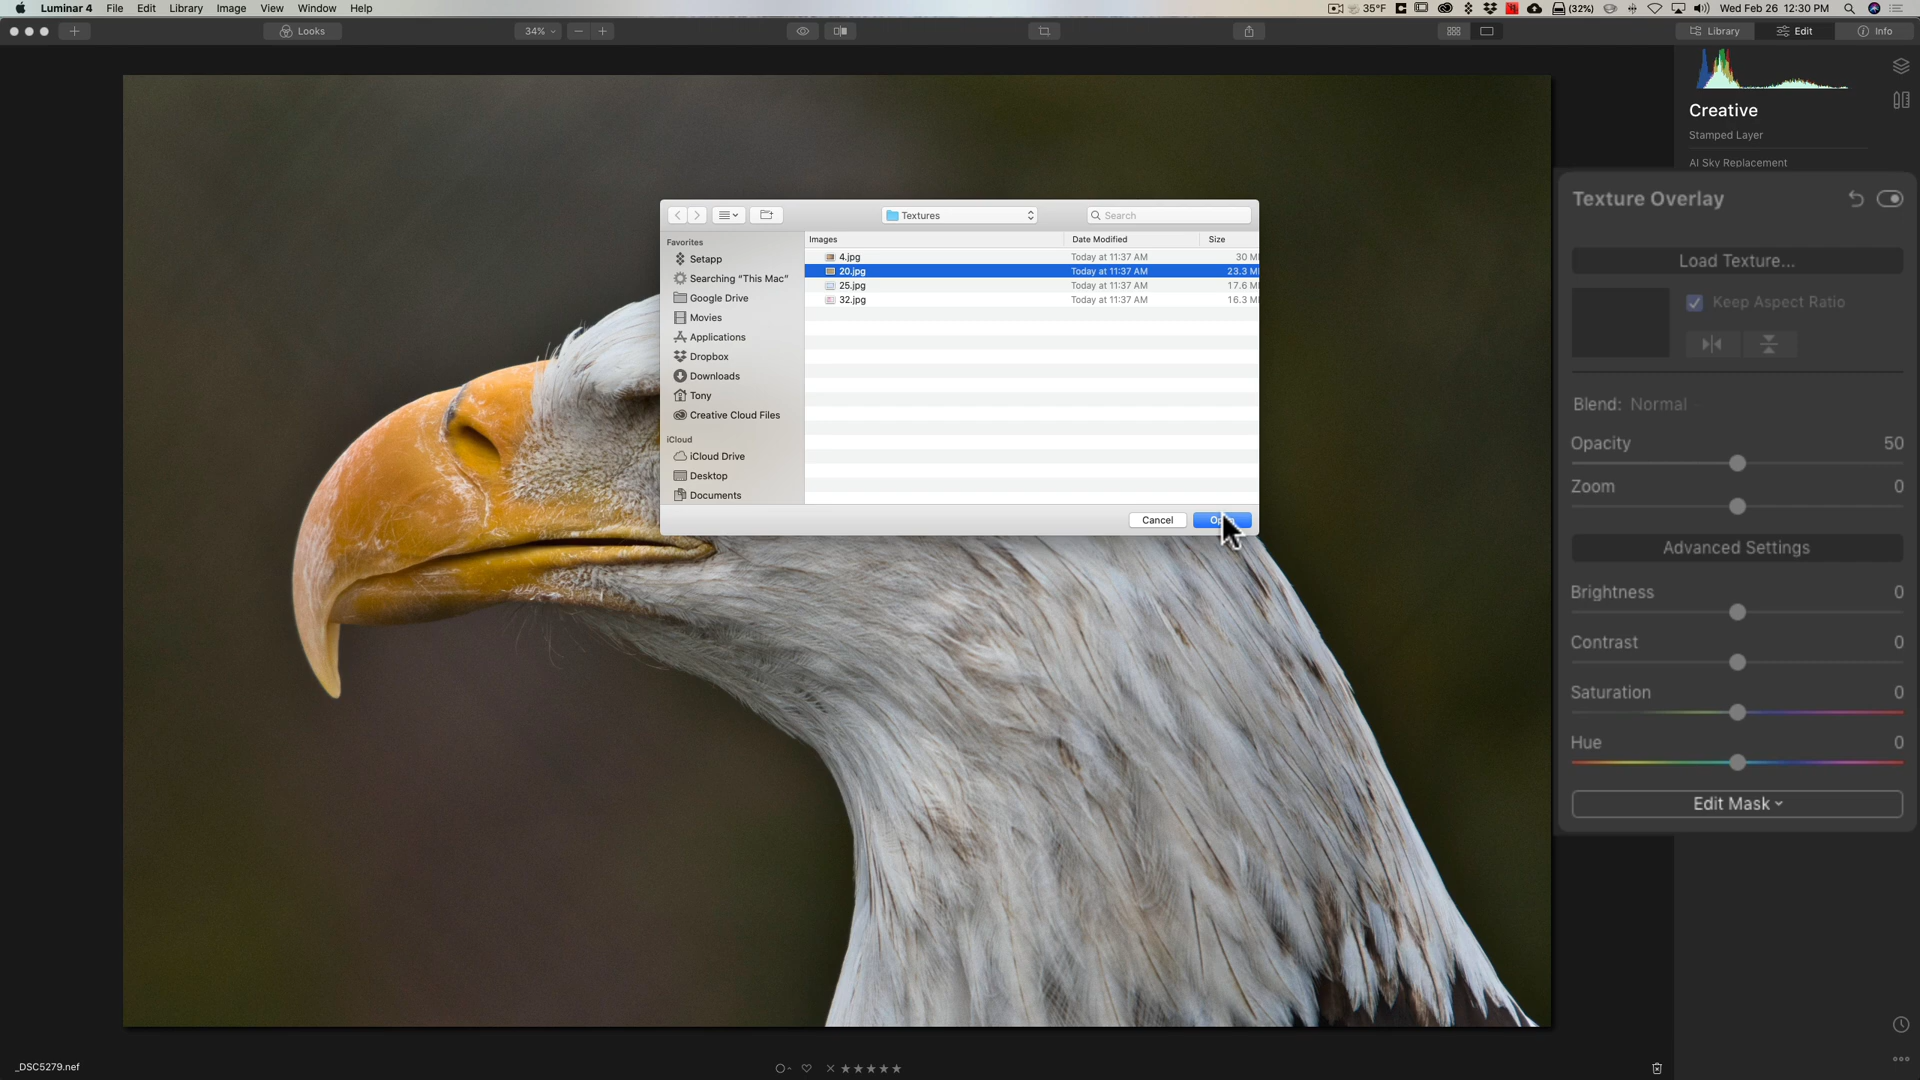 Luminar 4 File Edit Library Image View Window Help
35°F (32%) Wed Feb 26 12:30 PM
Looks 34% Library Edit Info
Creative
Stamped Layer
AI Sky Replacement
Texture Overlay
Load Texture...
Keep Aspect Ratio
Blend: Normal
Opacity 50
Zoom 0
Advanced Settings
Brightness 0
Contrast 0
Saturation 0
Hue 0
Edit Mask
Textures Search
Favorites
Setapp
Searching “This Mac”
Google Drive
Movies
Applications
Dropbox
Downloads
Tony
Creative Cloud Files
iCloud
iCloud Drive
Desktop
Documents
Images Date Modified Size
4.jpg Today at 11:37 AM 30 M
20.jpg Today at 11:37 AM 23.3 M
25.jpg Today at 11:37 AM 17.6 M
32.jpg Today at 11:37 AM 16.3 M
Cancel
_DSC5279.nef